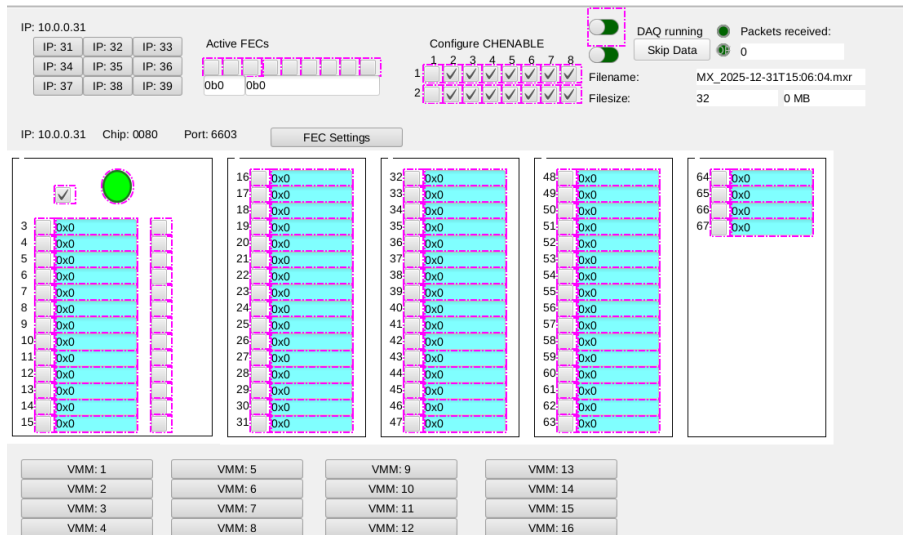 IP: 10.0.0.31
IP: 31 IP: 32 IP: 33
IP: 34 IP: 35 IP: 36
IP: 37 IP: 38 IP: 39
Active FECs
0b0 0b0
Configure CHENABLE
1 2 3 4 5 6 7 8
1
2
DAQ running
Packets received:
Skip Data
0
Filename: MX_2025-12-31T15:06:04.mxr
Filesize: 32 0 MB
IP: 10.0.0.31 Chip: 0080 Port: 6603 FEC Settings
3 0x0
4 0x0
5 0x0
6 0x0
7 0x0
8 0x0
9 0x0
10 0x0
11 0x0
12 0x0
13 0x0
14 0x0
15 0x0
16 0x0
17 0x0
18 0x0
19 0x0
20 0x0
21 0x0
22 0x0
23 0x0
24 0x0
25 0x0
26 0x0
27 0x0
28 0x0
29 0x0
30 0x0
31 0x0
32 0x0
33 0x0
34 0x0
35 0x0
36 0x0
37 0x0
38 0x0
39 0x0
40 0x0
41 0x0
42 0x0
43 0x0
44 0x0
45 0x0
46 0x0
47 0x0
48 0x0
49 0x0
50 0x0
51 0x0
52 0x0
53 0x0
54 0x0
55 0x0
56 0x0
57 0x0
58 0x0
59 0x0
60 0x0
61 0x0
62 0x0
63 0x0
64 0x0
65 0x0
66 0x0
67 0x0
VMM: 1 VMM: 5 VMM: 9 VMM: 13
VMM: 2 VMM: 6 VMM: 10 VMM: 14
VMM: 3 VMM: 7 VMM: 11 VMM: 15
VMM: 4 VMM: 8 VMM: 12 VMM: 16